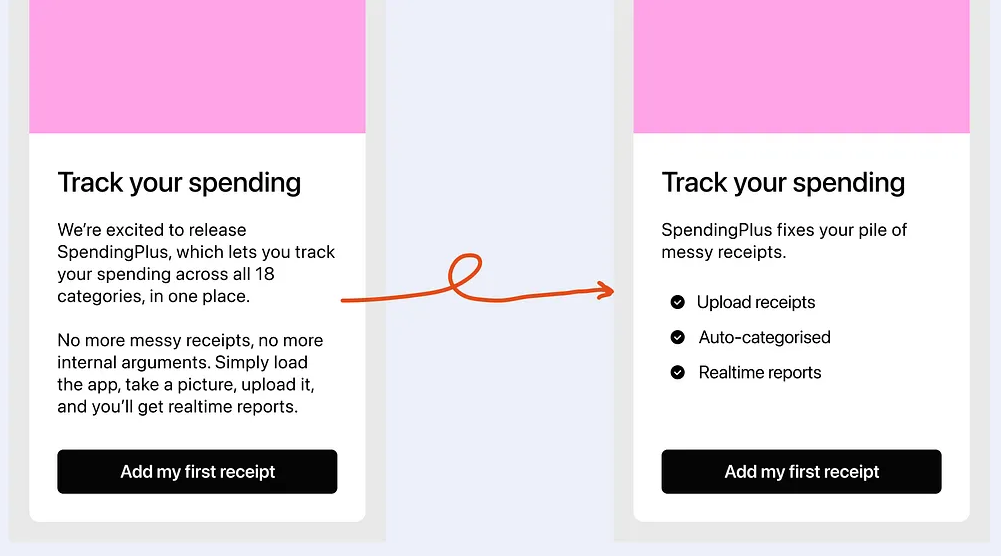 Track your spending
We’re excited to release
SpendingPlus, which lets you track
your spending across all 18
categories, in one place.
No more messy receipts, no more
internal arguments. Simply load
the app, take a picture, upload it,
and you’ll get realtime reports.
Add my first receipt
Track your spending
SpendingPlus fixes your pile of
messy receipts.
Upload receipts
Auto-categorised
Realtime reports
Add my first receipt